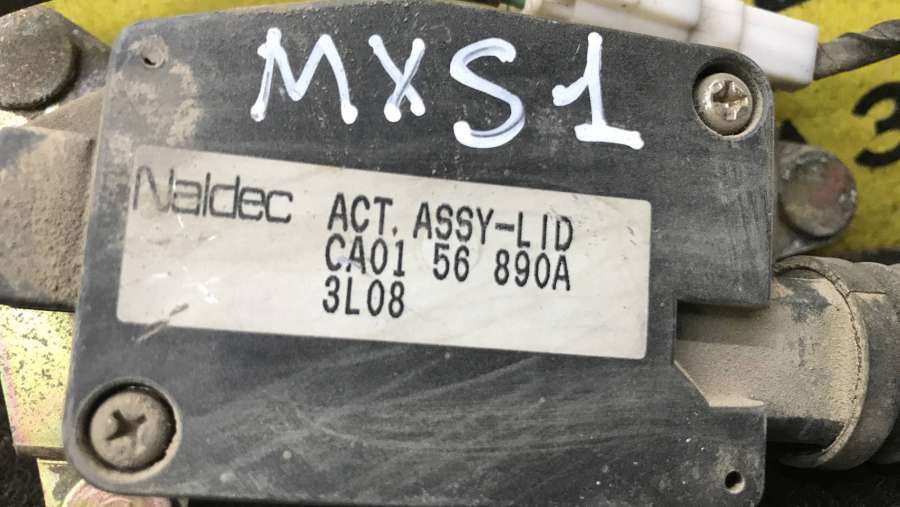 MXS1
Naldec ACT. ASSY-LID
CA01 56 890A
3L08